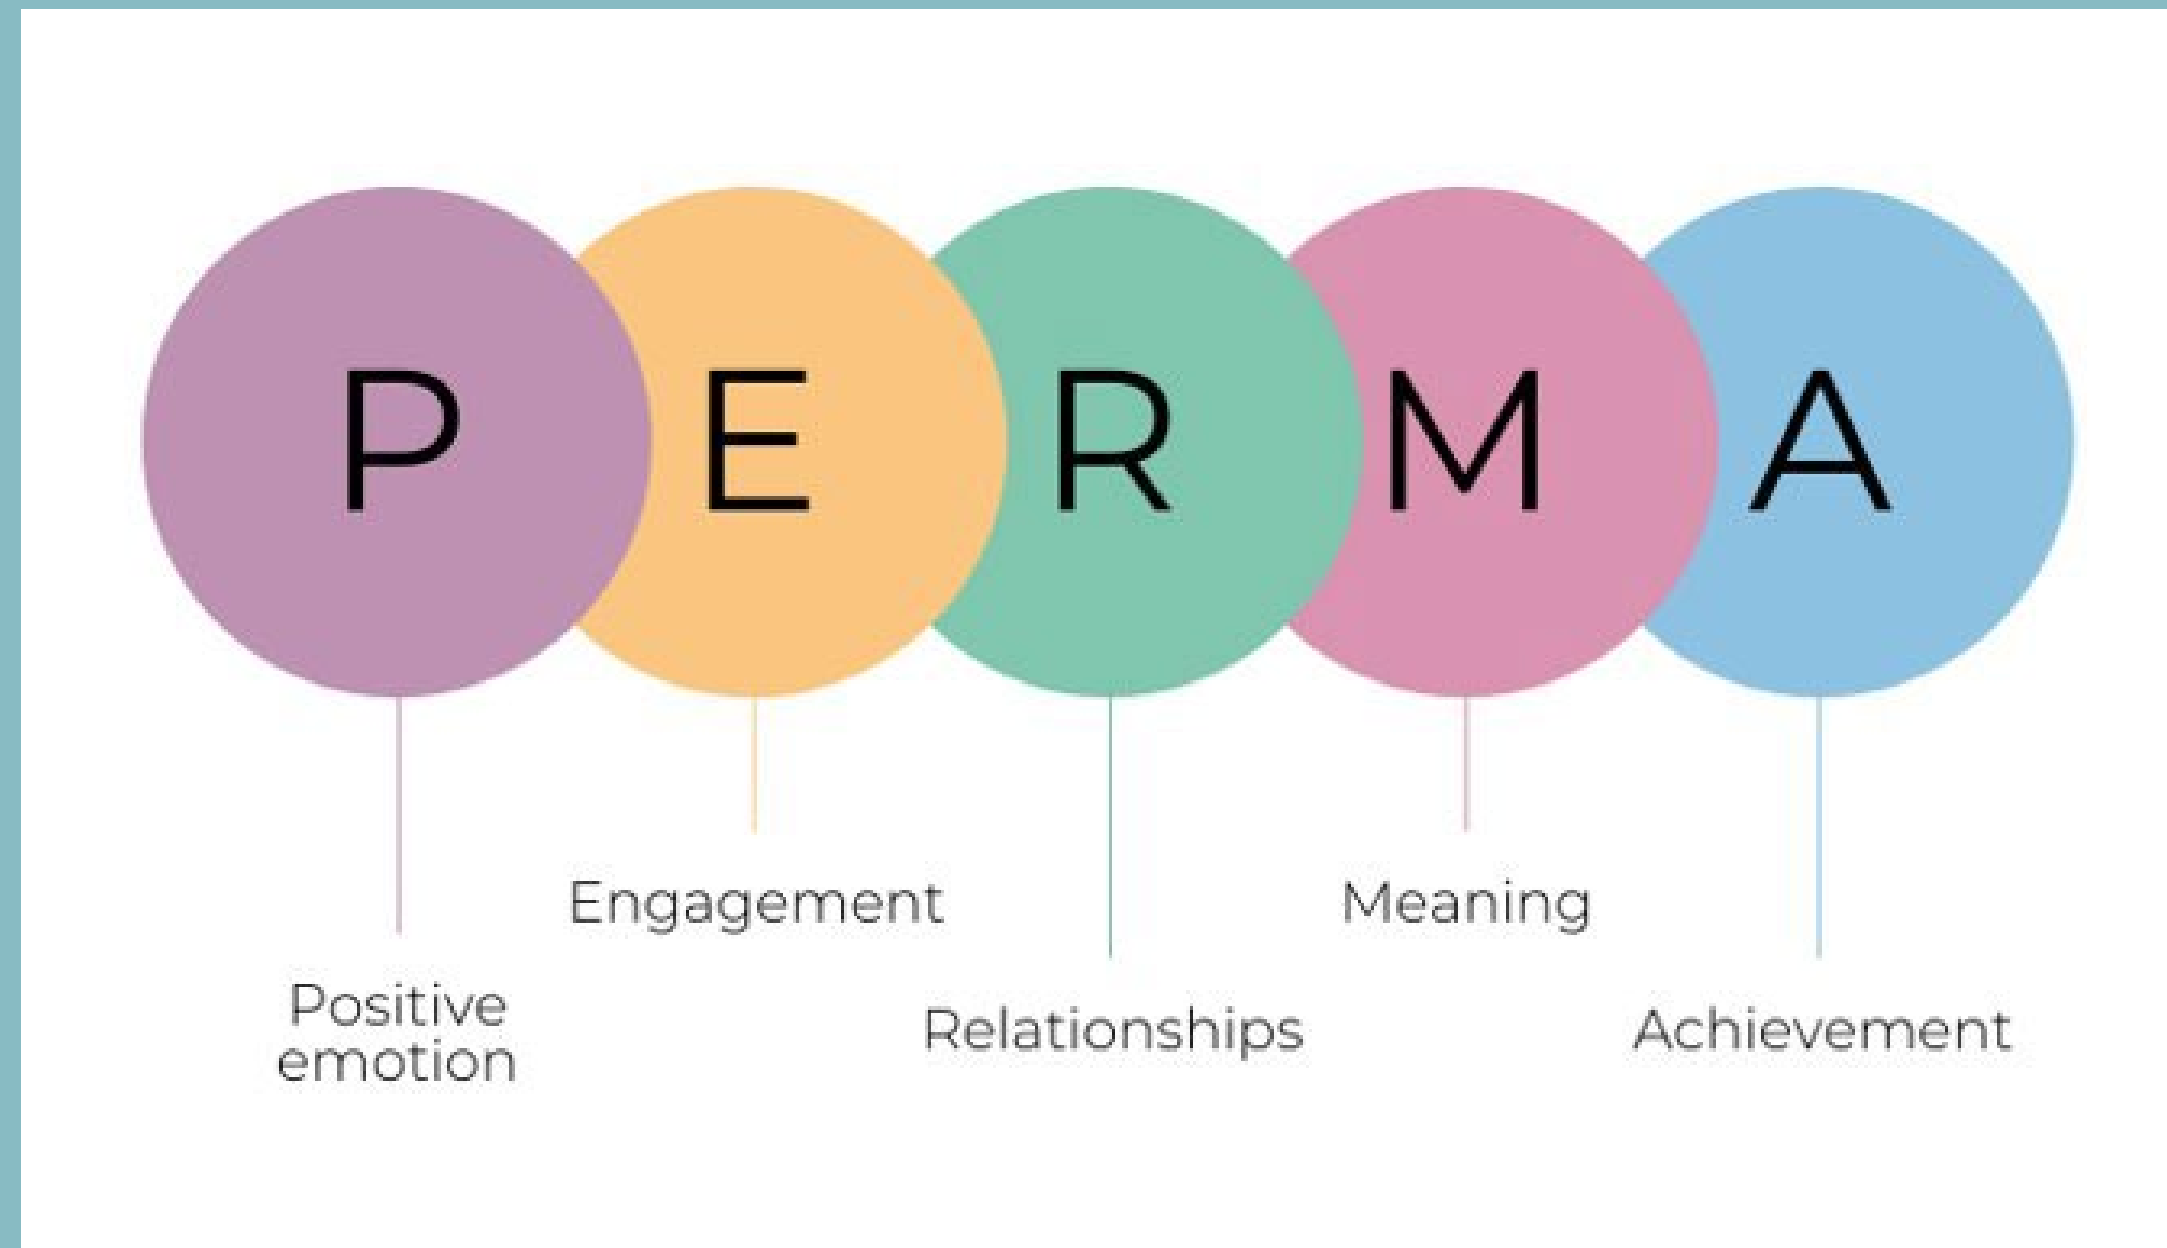 P E R M A
Engagement
Meaning
Positive
emotion
Relationships
Achievement